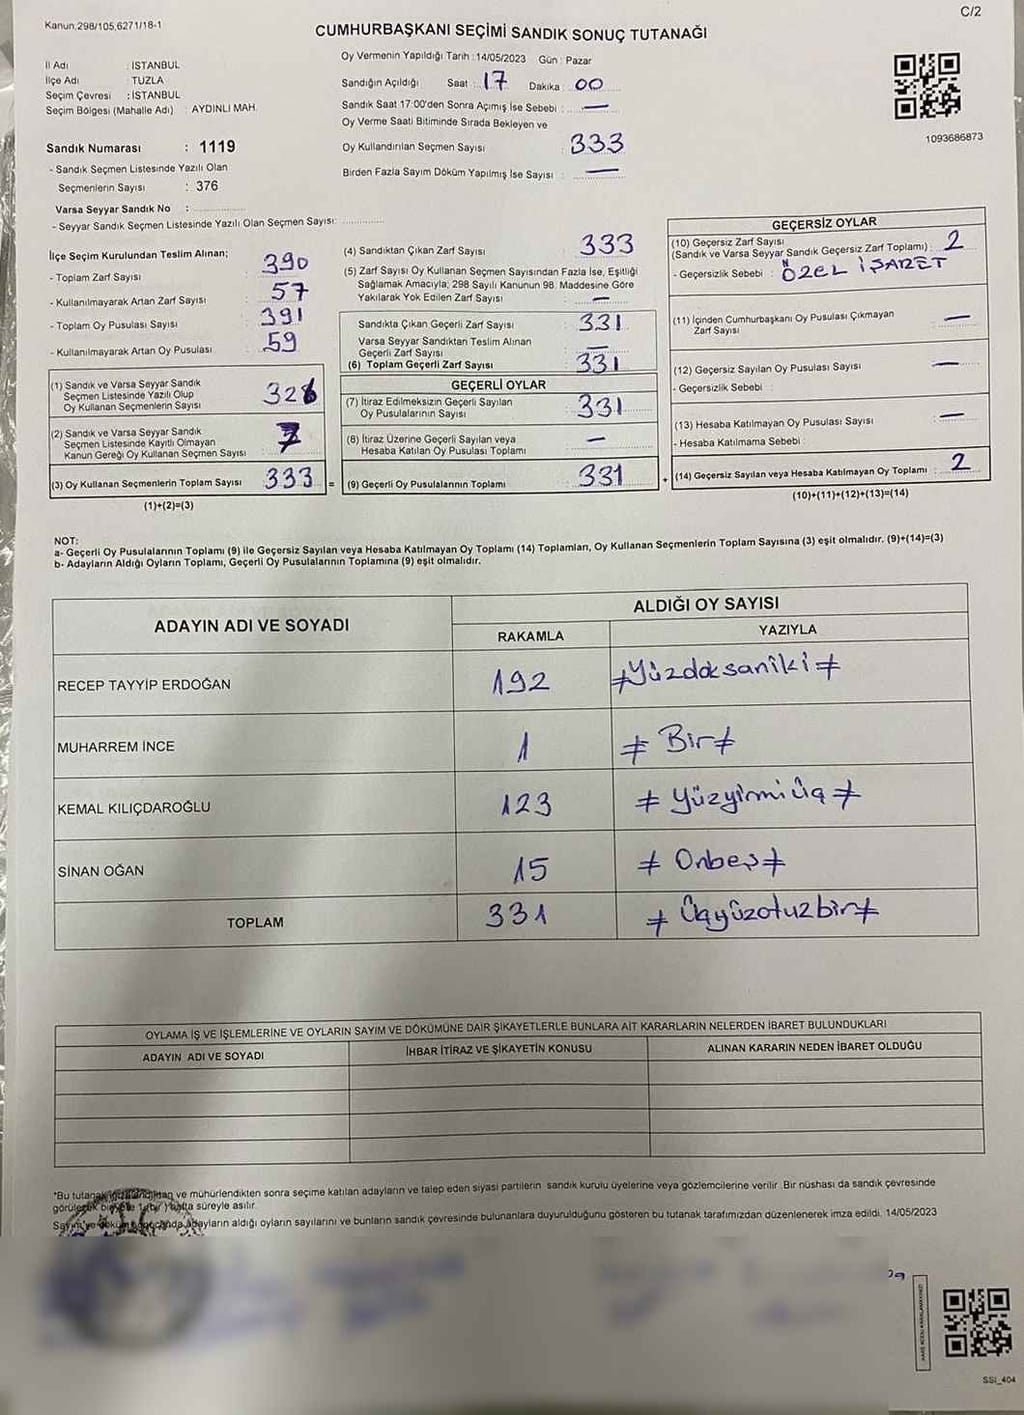 Kanun.298/105,6271/18-1
C/2
CUMHURBAŞKANI SEÇİMİ SANDIK SONUÇ TUTANAĞI
İl Adı : İSTANBUL
İlçe Adı : TUZLA
Seçim Çevresi : İSTANBUL
Seçim Bölgesi (Mahalle Adı) : AYDINLI MAH.
Sandık Numarası : 1119
- Sandık Seçmen Listesinde Yazılı Olan
Seçmenlerin Sayısı : 376
Varsa Seyyar Sandık No :
- Seyyar Sandık Seçmen Listesinde Yazılı Olan Seçmen Sayısı:
Oy Vermenin Yapıldığı Tarih : 14/05/2023 Gün : Pazar
Sandığın Açıldığı Saat : 17 Dakika : 00
Sandık Saat 17:00'den Sonra Açımış İse Sebebi : —
Oy Verme Saati Bitiminde Sırada Bekleyen ve
Oy Kullandırılan Seçmen Sayısı : 333
Birden Fazla Sayım Döküm Yapılmış İse Sayısı : —
1093686873
İlçe Seçim Kurulundan Teslim Alınan;
- Toplam Zarf Sayısı : 390
- Kullanılmayarak Artan Zarf Sayısı : 57
- Toplam Oy Pusulası Sayısı : 391
- Kullanılmayarak Artan Oy Pusulası : 59
(1) Sandık ve Varsa Seyyar Sandık
Seçmen Listesinde Yazılı Olup
Oy Kullanan Seçmenlerin Sayısı 326
(2) Sandık ve Varsa Seyyar Sandık
Seçmen Listesinde Kayıtlı Olmayan
Kanun Gereği Oy Kullanan Seçmen Sayısı 7
(3) Oy Kullanan Seçmenlerin Toplam Sayısı 333 =
(1)+(2)=(3)
(4) Sandıktan Çıkan Zarf Sayısı : 333
(5) Zarf Sayısı Oy Kullanan Seçmen Sayısından Fazla İse, Eşitliği
Sağlamak Amacıyla; 298 Sayılı Kanunun 98. Maddesine Göre
Yakılarak Yok Edilen Zarf Sayısı : —
Sandıkta Çıkan Geçerli Zarf Sayısı : 331
Varsa Seyyar Sandıktan Teslim Alınan
Geçerli Zarf Sayısı : —
(6) Toplam Geçerli Zarf Sayısı : 331
GEÇERLİ OYLAR
(7) İtiraz Edilmeksizin Geçerli Sayılan
Oy Pusulalarının Sayısı : 331
(8) İtiraz Üzerine Geçerli Sayılan veya
Hesaba Katılan Oy Pusulası Toplamı : —
(9) Geçerli Oy Pusulalarının Toplamı : 331 +
GEÇERSİZ OYLAR
(10) Geçersiz Zarf Sayısı
(Sandık ve Varsa Seyyar Sandık Geçersiz Zarf Toplamı) : 2
- Geçersizlik Sebebi : ÖZEL İŞARET
(11) İçinden Cumhurbaşkanı Oy Pusulası Çıkmayan
Zarf Sayısı : —
(12) Geçersiz Sayılan Oy Pusulası Sayısı : —
- Geçersizlik Sebebi :
(13) Hesaba Katılmayan Oy Pusulası Sayısı : —
- Hesaba Katılmama Sebebi :
(14) Geçersiz Sayılan veya Hesaba Katılmayan Oy Toplamı : 2
(10)+(11)+(12)+(13)=(14)
NOT:
a- Geçerli Oy Pusulalarının Toplamı (9) ile Geçersiz Sayılan veya Hesaba Katılmayan Oy Toplamı (14) Toplamları, Oy Kullanan Seçmenlerin Toplam Sayısına (3) eşit olmalıdır. (9)+(14)=(3)
b- Adayların Aldığı Oyların Toplamı, Geçerli Oy Pusulalarının Toplamına (9) eşit olmalıdır.
ADAYIN ADI VE SOYADI ALDIĞI OY SAYISI
RAKAMLA YAZIYLA
RECEP TAYYİP ERDOĞAN 192 ≠Yüzdoksaniki≠
MUHARREM İNCE 1 ≠Bir≠
KEMAL KILIÇDAROĞLU 123 ≠Yüzyirmiüç≠
SİNAN OĞAN 15 ≠Onbeş≠
TOPLAM 331 ≠Üçyüzotuzbir≠
OYLAMA İŞ VE İŞLEMLERİNE VE OYLARIN SAYIM VE DÖKÜMÜNE DAİR ŞİKAYETLERLE BUNLARA AİT KARARLARIN NELERDEN İBARET BULUNDUKLARI
ADAYIN ADI VE SOYADI İHBAR İTİRAZ VE ŞİKAYETİN KONUSU ALINAN KARARIN NEDEN İBARET OLDUĞU
*Bu tutanak ve mühürlendikten sonra seçime katılan adayların ve talep eden siyasi partilerin sandık kurulu üyelerine veya gözlemcilerine verilir. Bir nüshası da sandık çevresinde
süreyle asılır.
adayların aldığı oyların sayılarını ve bunların sandık çevresinde bulunanlara duyurulduğunu gösteren bu tutanak tarafımızdan düzenlenerek imza edildi. 14/05/2023
SSI_404